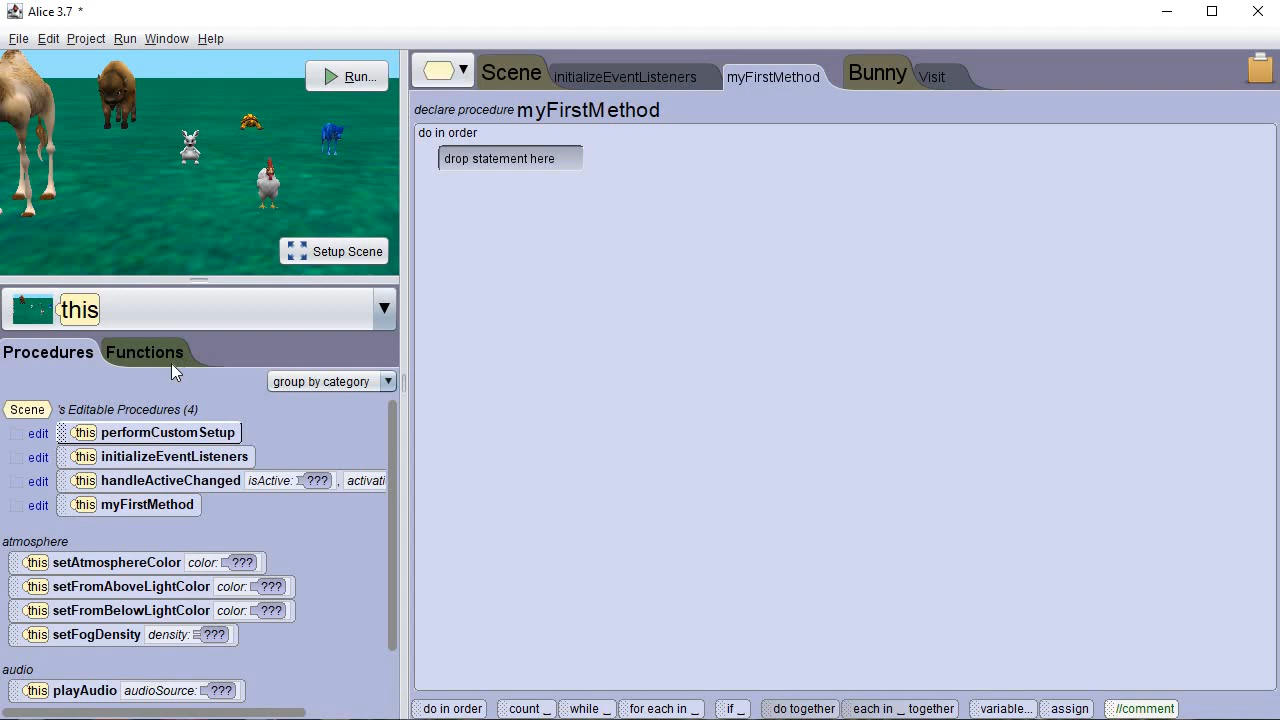 Alice 3.7 *
File Edit Project Run Window Help
Run...
Setup Scene
Scene initializeEventListeners myFirstMethod Bunny Visit
declare procedure myFirstMethod
do in order
drop statement here
this
Procedures Functions
group by category
Scene 's Editable Procedures (4)
edit this performCustomSetup
edit this initializeEventListeners
edit this handleActiveChanged isActive: ??? , activati
edit this myFirstMethod
atmosphere
this setAtmosphereColor color: ???
this setFromAboveLightColor color: ???
this setFromBelowLightColor color: ???
this setFogDensity density: ???
audio
this playAudio audioSource: ???
do in order count _ while _ for each in _ if _ do together each in _ together variable... assign //comment